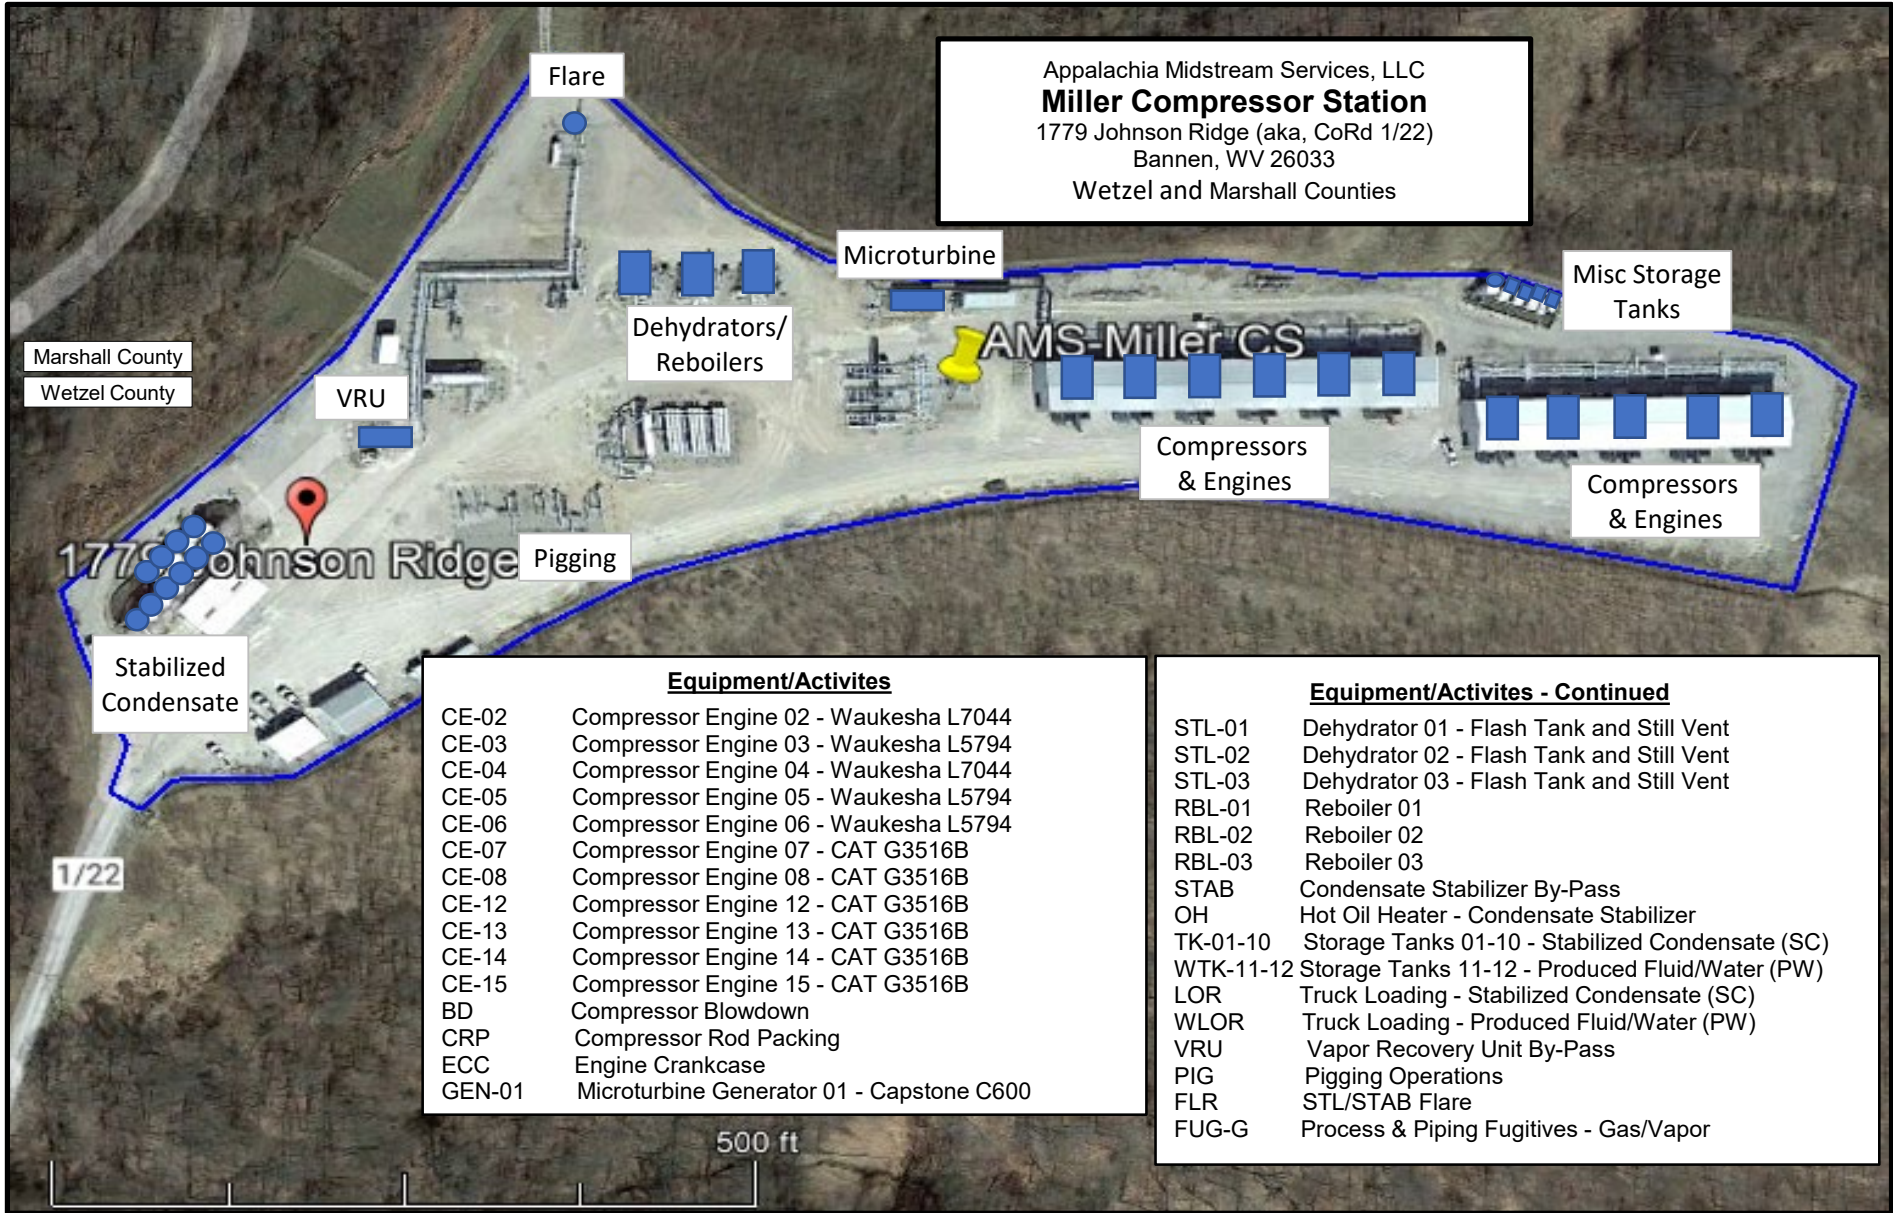 Flare
Appalachia Midstream Services, LLC
Miller Compressor Station
1779 Johnson Ridge (aka, CoRd 1/22)
Bannen, WV 26033
Wetzel and Marshall Counties
Microturbine
Misc Storage
Tanks
Dehydrators/
Reboilers
AMS-Miller CS
Marshall County
Wetzel County
VRU
Compressors
& Engines
Compressors
& Engines
1779 Johnson Ridge
Pigging
Stabilized
Condensate
1/22
Equipment/Activites
CE-02 Compressor Engine 02 - Waukesha L7044
CE-03 Compressor Engine 03 - Waukesha L5794
CE-04 Compressor Engine 04 - Waukesha L7044
CE-05 Compressor Engine 05 - Waukesha L5794
CE-06 Compressor Engine 06 - Waukesha L5794
CE-07 Compressor Engine 07 - CAT G3516B
CE-08 Compressor Engine 08 - CAT G3516B
CE-12 Compressor Engine 12 - CAT G3516B
CE-13 Compressor Engine 13 - CAT G3516B
CE-14 Compressor Engine 14 - CAT G3516B
CE-15 Compressor Engine 15 - CAT G3516B
BD Compressor Blowdown
CRP Compressor Rod Packing
ECC Engine Crankcase
GEN-01 Microturbine Generator 01 - Capstone C600
Equipment/Activites - Continued
STL-01 Dehydrator 01 - Flash Tank and Still Vent
STL-02 Dehydrator 02 - Flash Tank and Still Vent
STL-03 Dehydrator 03 - Flash Tank and Still Vent
RBL-01 Reboiler 01
RBL-02 Reboiler 02
RBL-03 Reboiler 03
STAB Condensate Stabilizer By-Pass
OH Hot Oil Heater - Condensate Stabilizer
TK-01-10 Storage Tanks 01-10 - Stabilized Condensate (SC)
WTK-11-12 Storage Tanks 11-12 - Produced Fluid/Water (PW)
LOR Truck Loading - Stabilized Condensate (SC)
WLOR Truck Loading - Produced Fluid/Water (PW)
VRU Vapor Recovery Unit By-Pass
PIG Pigging Operations
FLR STL/STAB Flare
FUG-G Process & Piping Fugitives - Gas/Vapor
500 ft